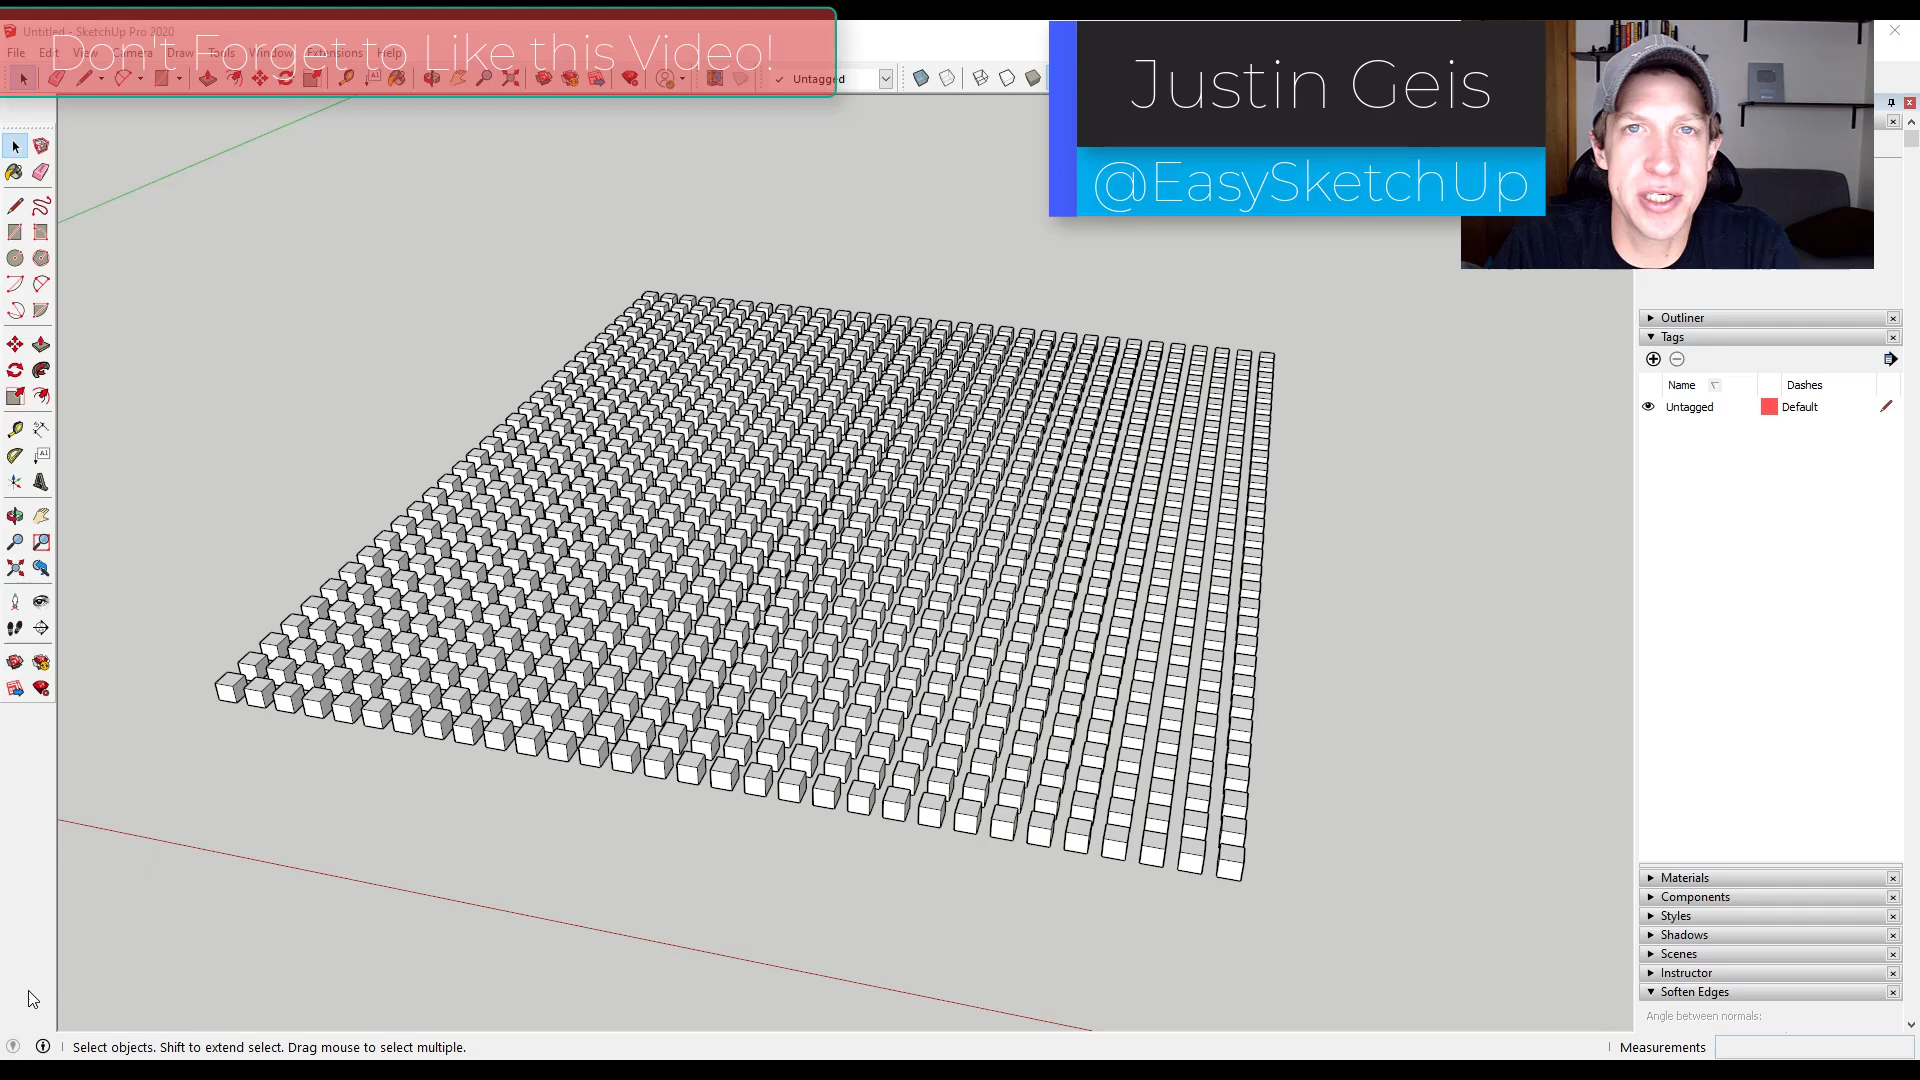 Untitled - SketchUp Pro 2020
File Edit View Camera Draw Tools Window Extensions Help
Don't Forget to Like this Video!
Untagged
Justin Geis
@EasySketchUp
Outliner
Tags
Name Dashes
Untagged Default
Materials
Components
Styles
Shadows
Scenes
Instructor
Soften Edges
Angle between normals:
Select objects. Shift to extend select. Drag mouse to select multiple.
Measurements